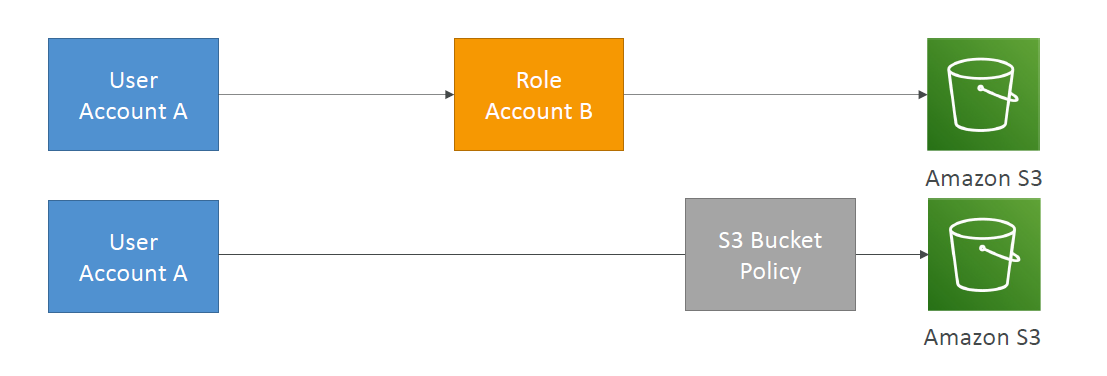 User
Account A
Role
Account B
Amazon S3
User
Account A
S3 Bucket
Policy
Amazon S3